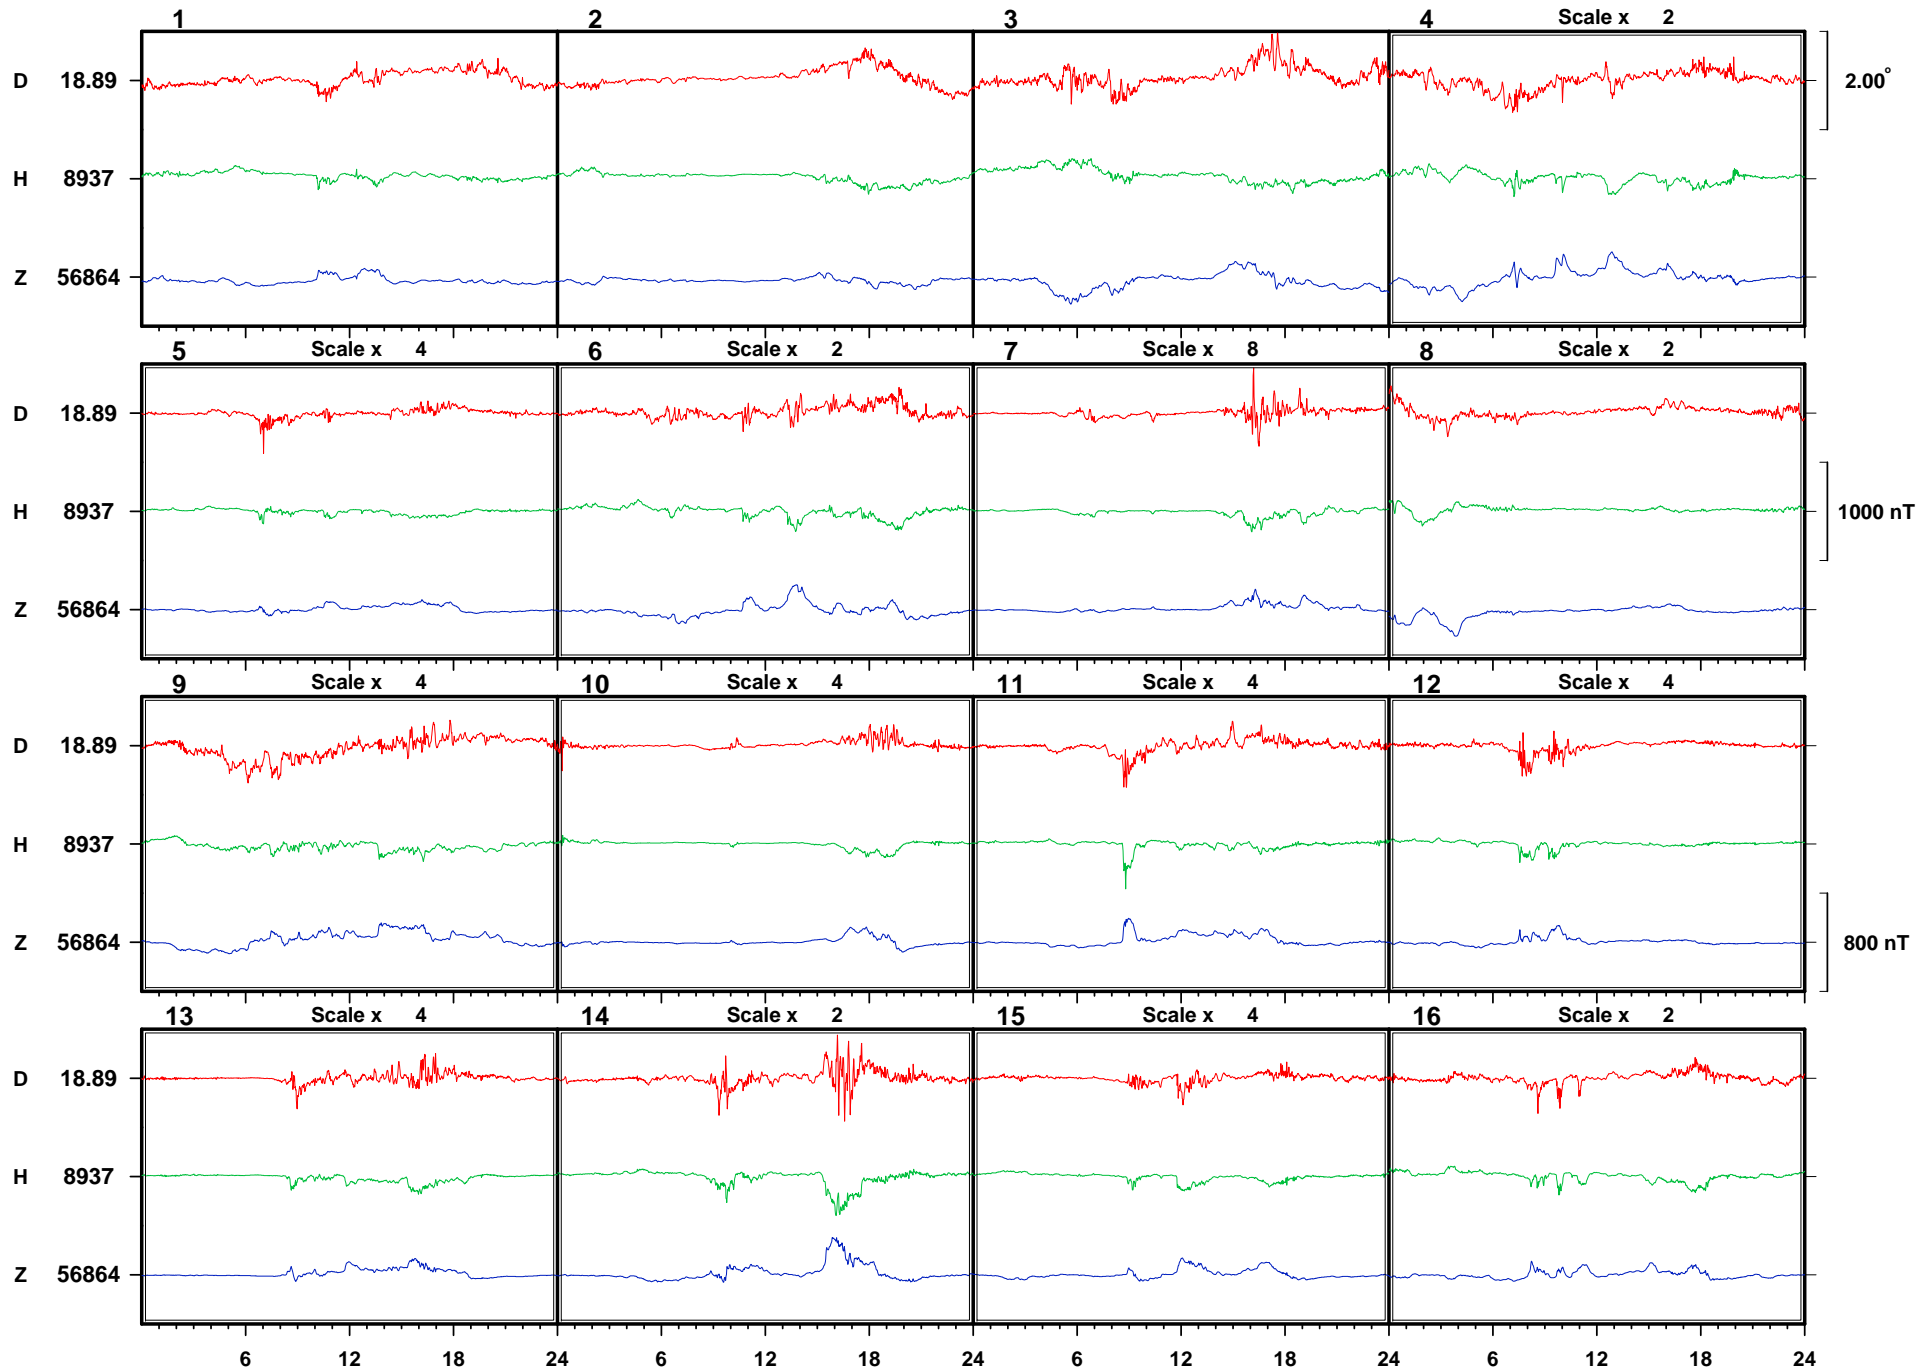 1 2 3 4 Scale x 2
D 18.89 2.00°
H 8937
Z 56864
5 Scale x 4 6 Scale x 2 7 Scale x 8 8 Scale x 2
D 18.89
H 8937 1000 nT
Z 56864
9 Scale x 4 10 Scale x 4 11 Scale x 4 12 Scale x 4
D 18.89
H 8937
Z 56864 800 nT
13 Scale x 4 14 Scale x 2 15 Scale x 4 16 Scale x 2
D 18.89
H 8937
Z 56864
6 12 18 24 6 12 18 24 6 12 18 24 6 12 18 24